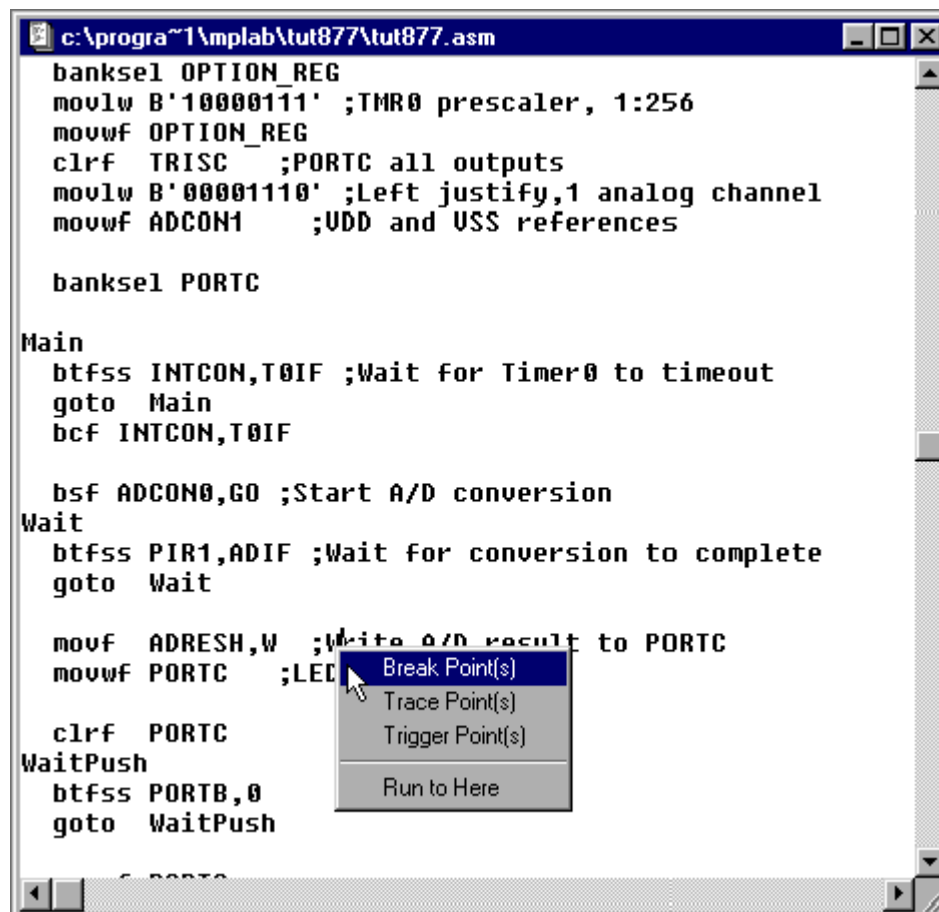 c:\progra~1\mplab\tut877\tut877.asm
banksel OPTION_REG
movlw B'10000111' ;TMR0 prescaler, 1:256
movwf OPTION_REG
clrf TRISC ;PORTC all outputs
movlw B'00001110' ;Left justify,1 analog channel
movwf ADCON1 ;VDD and VSS references
banksel PORTC
Main
btfss INTCON,T0IF ;Wait for Timer0 to timeout
goto Main
bcf INTCON,T0IF
bsf ADCON0,GO ;Start A/D conversion
Wait
btfss PIR1,ADIF ;Wait for conversion to complete
goto Wait
movf ADRESH,W ;Write A/D result to PORTC
movwf PORTC ;LED
Break Point(s)
Trace Point(s)
Trigger Point(s)
Run to Here
clrf PORTC
WaitPush
btfss PORTB,0
goto WaitPush